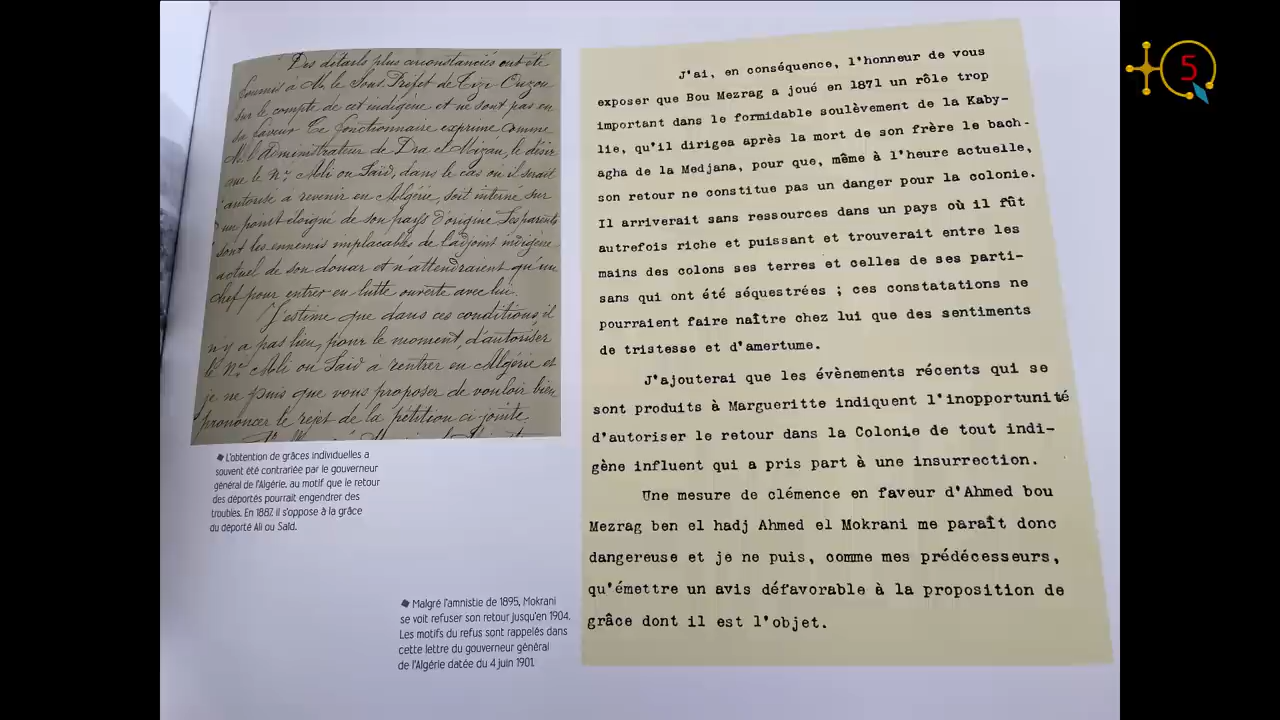 Des détails plus circonstanciés ont été
fournis à M. le Sous-Préfet de Tizi-Ouzou
sur le compte de cet indigène et ne sont pas en
sa faveur Ce fonctionnaire exprime comme
M. l'Administrateur de Dra el Mizan, le désir
que le Né Ali ou Saïd, dans le cas où il serait
autorisé à revenir en Algérie, soit interné sur
un point éloigné de son pays d'origine. Ses parents
sont les ennemis implacables de l'adjoint indigène
actuel de son douar et n'attendraient qu'un
chef pour entrer en lutte ouverte avec lui.
J'estime que dans ces conditions il
n'y a pas lieu, pour le moment, d'autoriser
le Né Ali ou Saïd à rentrer en Algérie et
je ne puis que vous proposer de vouloir bien
prononcer le rejet de la pétition ci-jointe.
◆ L'obtention de grâces individuelles a
souvent été contrariée par le gouverneur
général de l'Algérie, au motif que le retour
des déportés pourrait engendrer des
troubles. En 1887, il s'oppose à la grâce
du déporté Ali ou Saïd.
◆ Malgré l'amnistie de 1895, Mokrani
se voit refuser son retour jusqu'en 1904.
Les motifs du refus sont rappelés dans
cette lettre du gouverneur général
de l'Algérie datée du 4 juin 1901.
J'ai, en conséquence, l'honneur de vous
exposer que Bou Mezrag a joué en 1871 un rôle trop
important dans le formidable soulèvement de la Kaby-
lie, qu'il dirigea après la mort de son frère le bach-
agha de la Medjana, pour que, même à l'heure actuelle,
son retour ne constitue pas un danger pour la colonie.
Il arriverait sans ressources dans un pays où il fût
autrefois riche et puissant et trouverait entre les
mains des colons ses terres et celles de ses parti-
sans qui ont été séquestrées ; ces constatations ne
pourraient faire naître chez lui que des sentiments
de tristesse et d'amertume.
J'ajouterai que les évènements récents qui se
sont produits à Margueritte indiquent l'inopportunité
d'autoriser le retour dans la Colonie de tout indi-
gène influent qui a pris part à une insurrection.
Une mesure de clémence en faveur d'Ahmed bou
Mezrag ben el hadj Ahmed el Mokrani me paraît donc
dangereuse et je ne puis, comme mes prédécesseurs,
qu'émettre un avis défavorable à la proposition de
grâce dont il est l'objet.
5